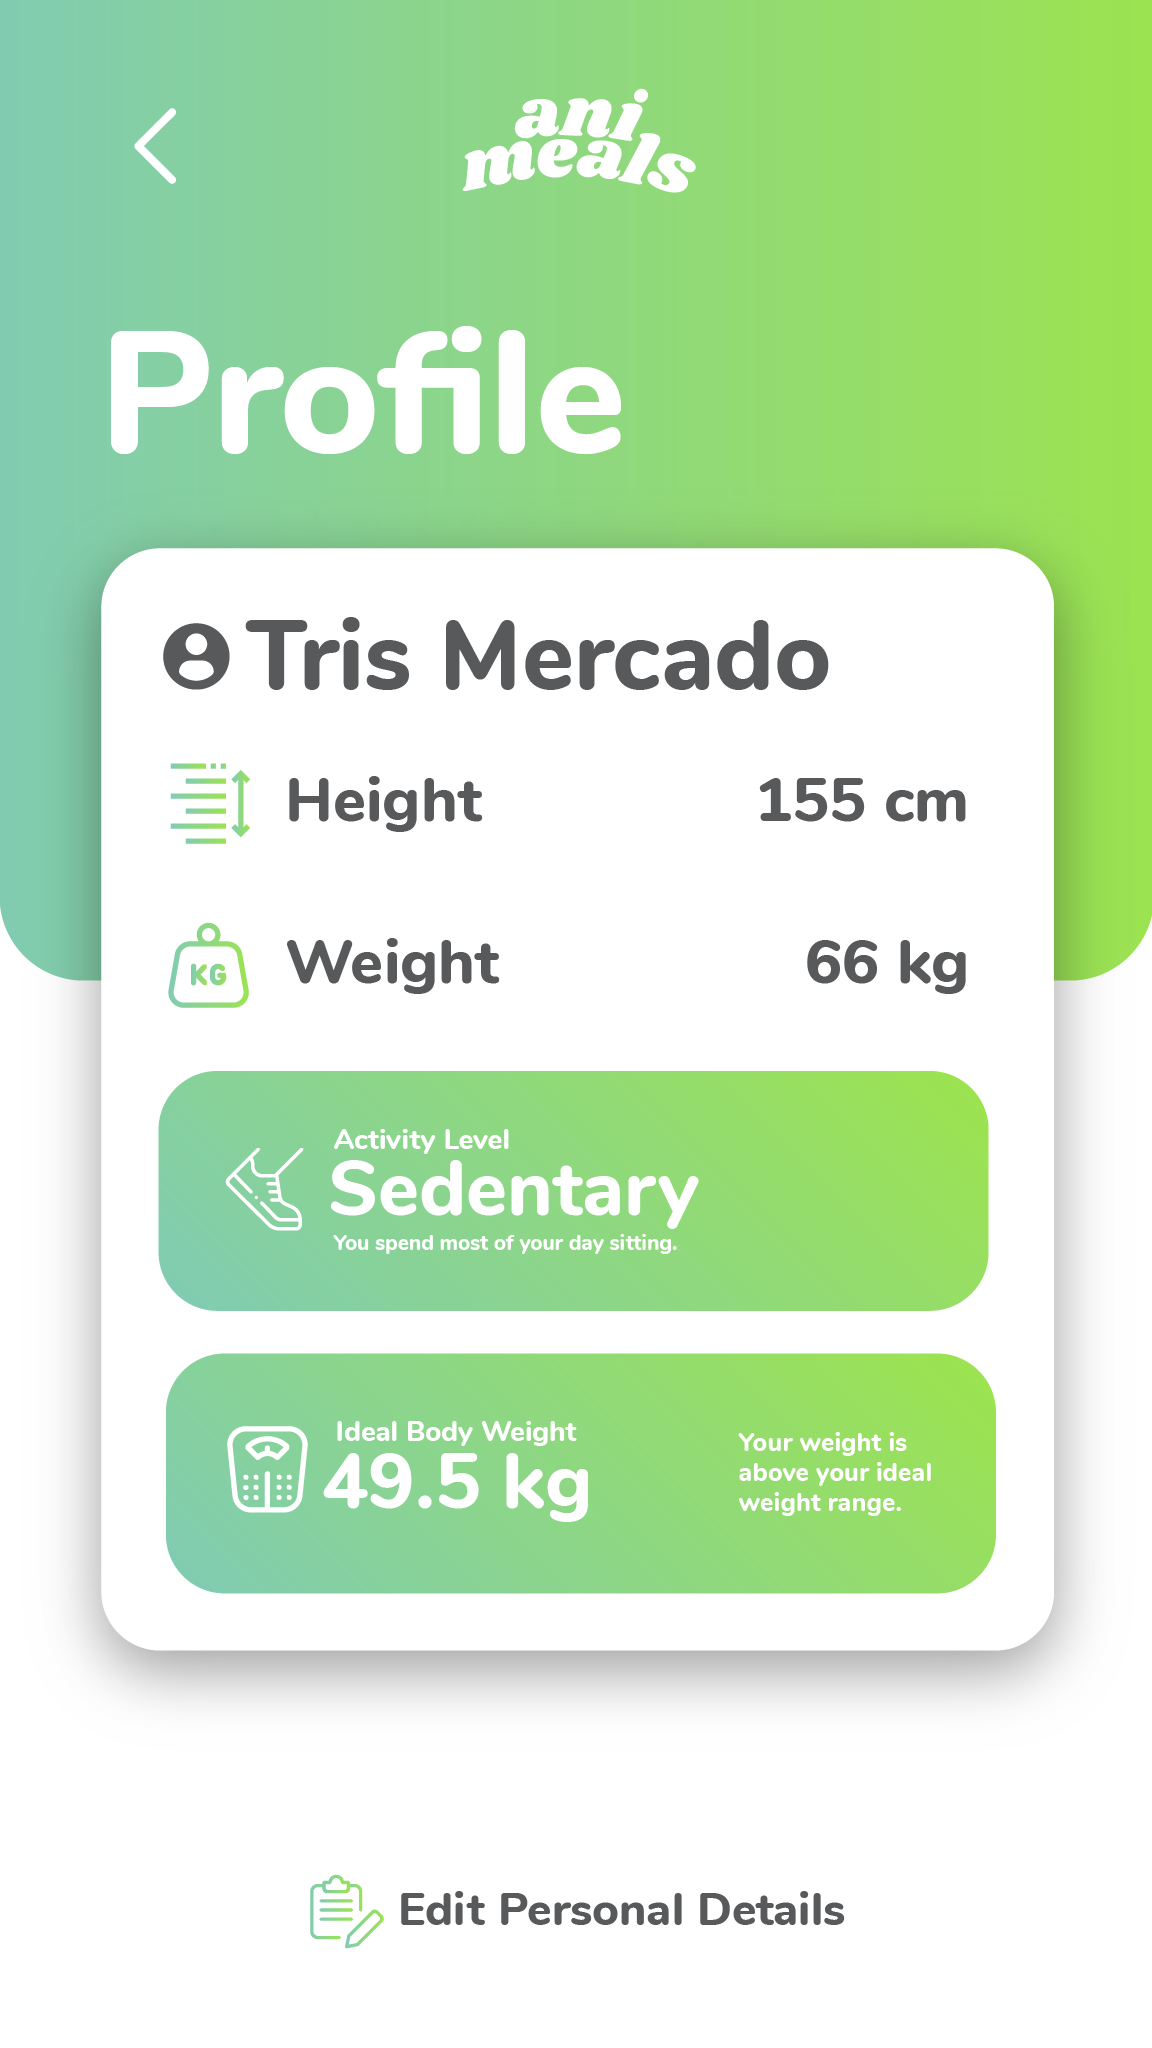 ani
meals
Profile
Tris Mercado
Height 155 cm
KG
Weight 66 kg
Activity Level
Sedentary
You spend most of your day sitting.
Ideal Body Weight
49.5 kg
Your weight is
above your ideal
weight range.
Edit Personal Details